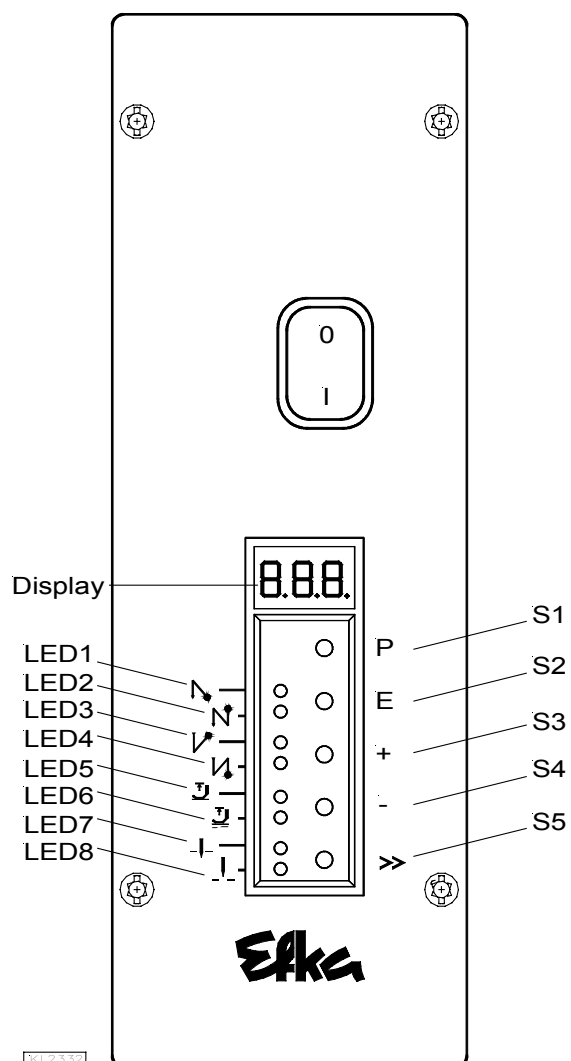 0
I
8.8.8.
Display
S1
P
LED1
S2
LED2
E
LED3
S3
LED4
+
LED5
S4
LED6
-
LED7
S5
LED8
>>
Efka
KL2332